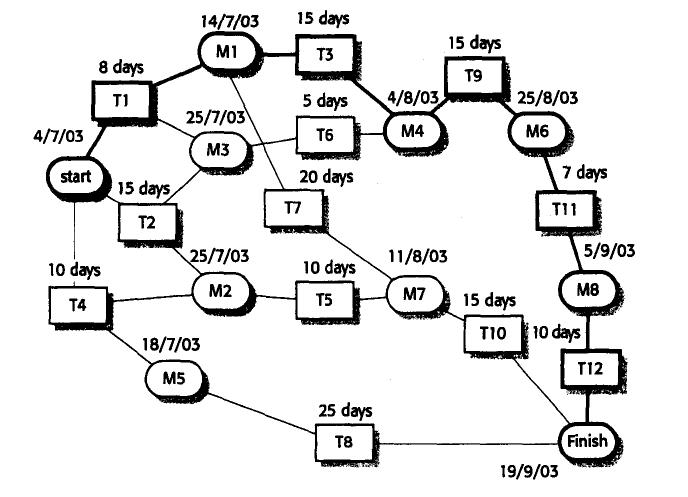 14/7/03
15 days
M1
T3
15 days
8 days
T9
T1
25/7/03
5 days
4/8/03
25/8/03
4/7/03
M3
T6
M4
M6
start
15 days
20 days
7 days
T2
T7
T11
25/7/03
11/8/03
5/9/03
10 days
10 days
M2
T5
M7
M8
T4
15 days
18/7/03
T10
10 days
M5
T12
25 days
T8
Finish
19/9/03